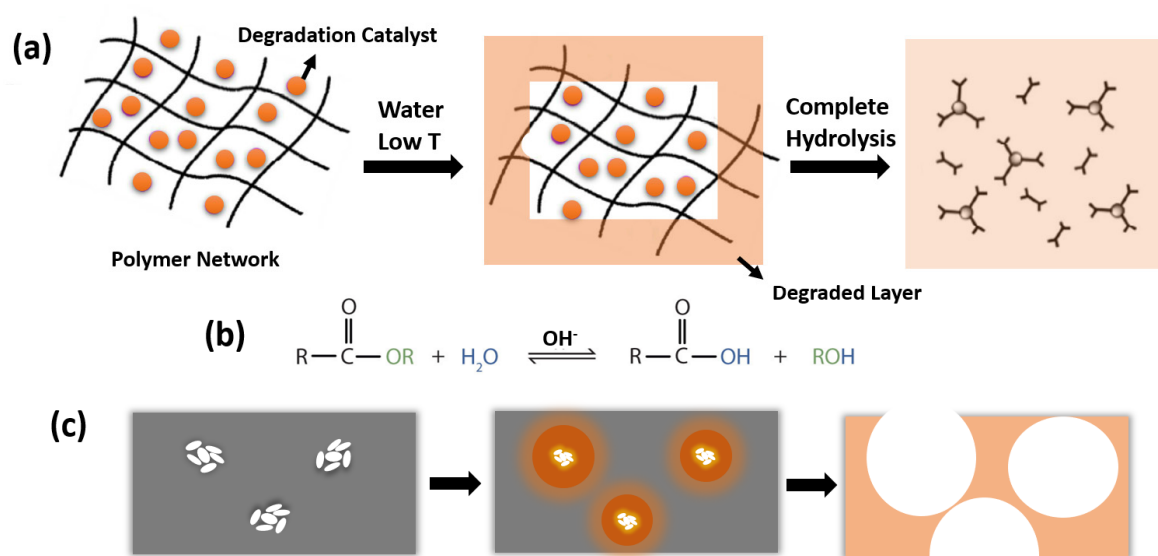 (a)
Degradation Catalyst
Water
Low T
Complete
Hydrolysis
Polymer Network
Degraded Layer
(b)
O
R — C — OR + H₂O
OH⁻
O
R — C — OH + ROH
(c)